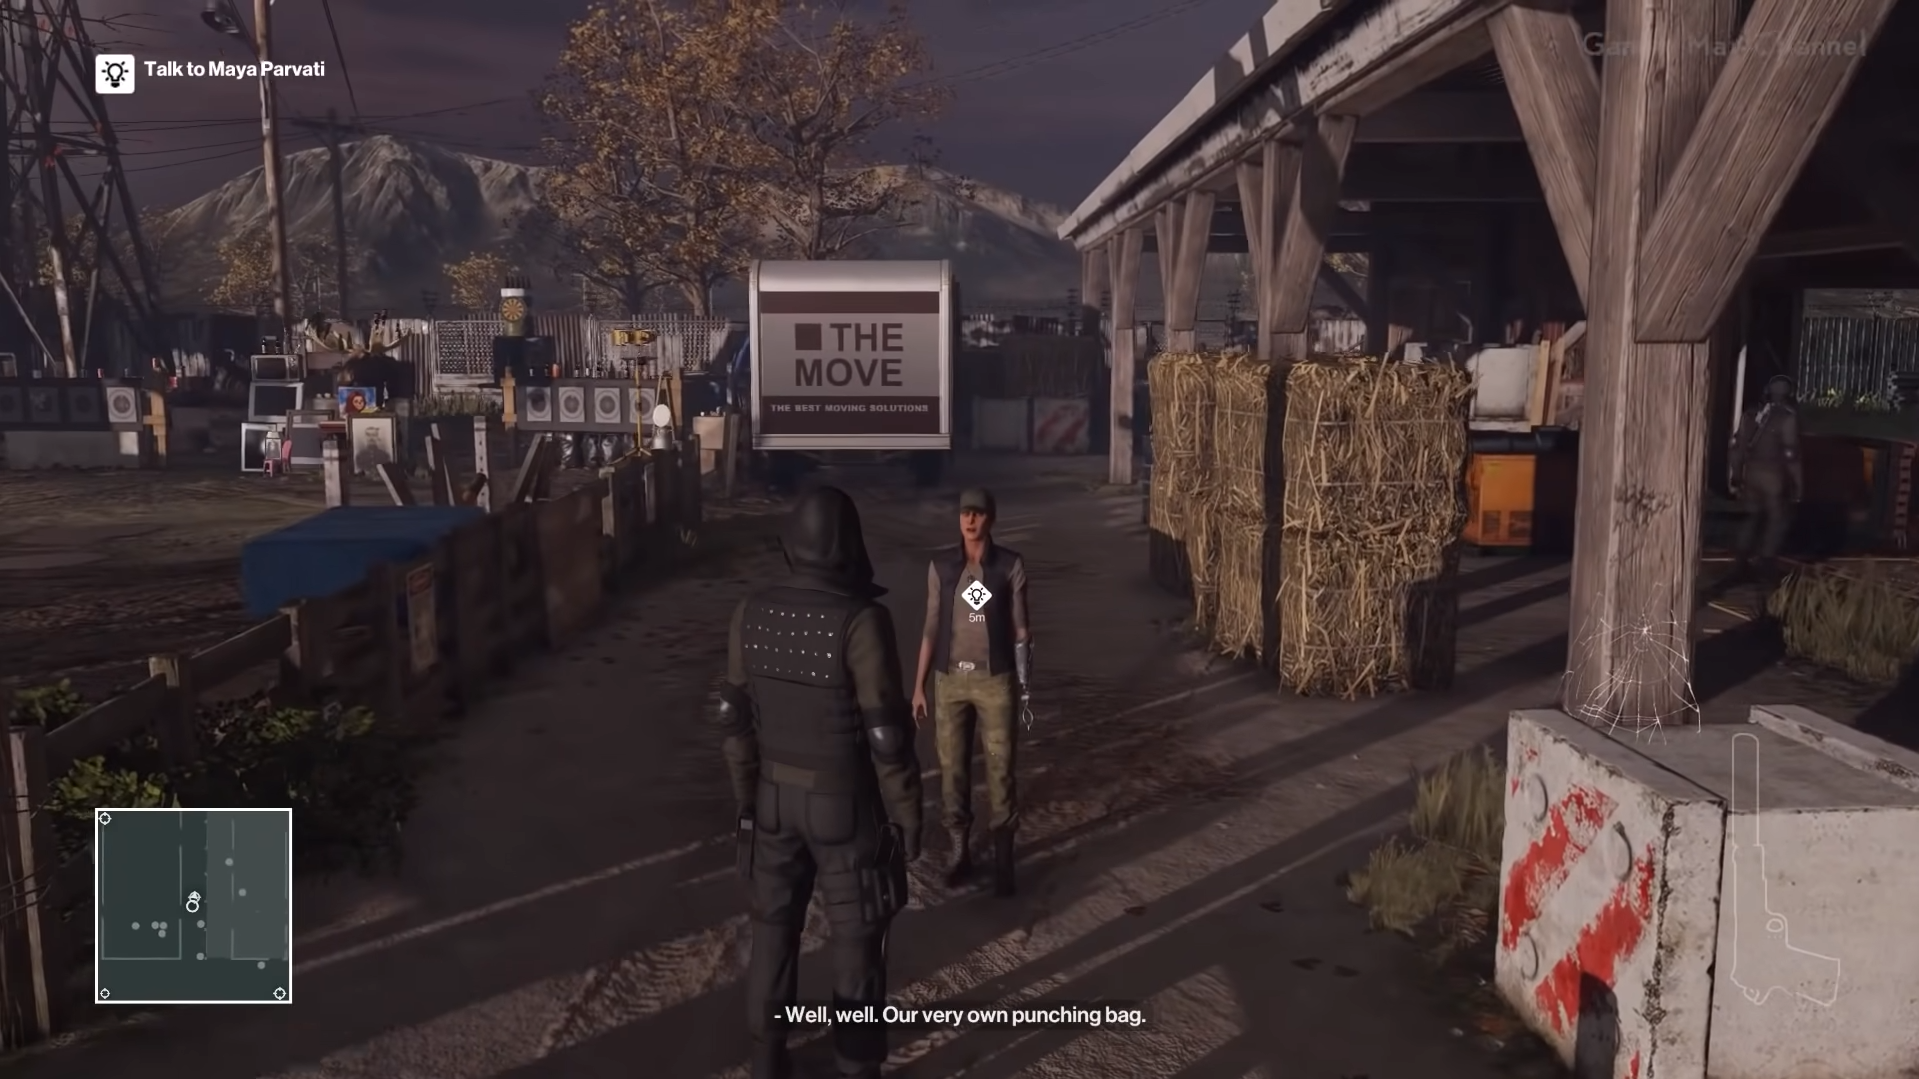 Talk to Maya Parvati
THE
MOVE
THE BEST MOVING SOLUTIONS
5m
- Well, well. Our very own punching bag.